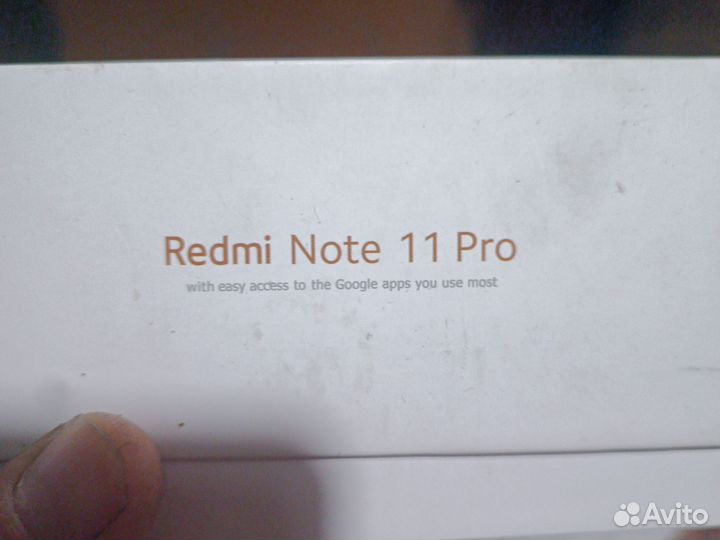 Redmi Note 11 Pro
with easy access to the Google apps you use most
Avito